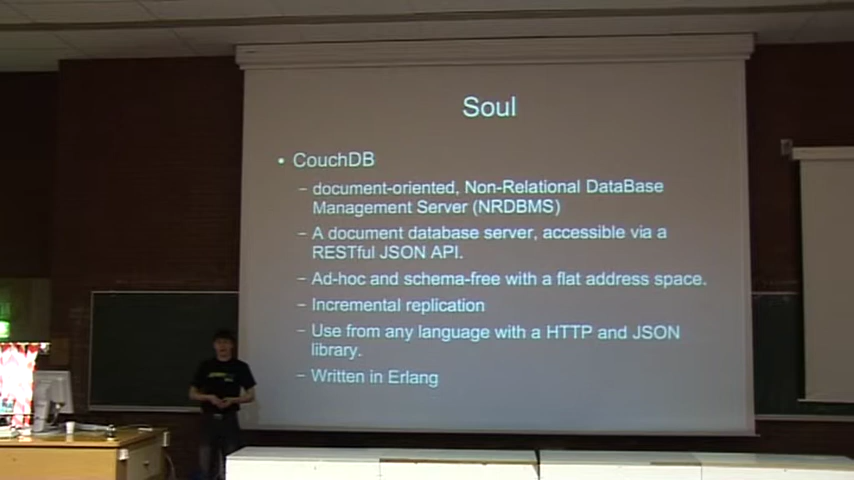 Soul
• CouchDB
– document-oriented, Non-Relational DataBase
Management Server (NRDBMS)
– A document database server, accessible via a
RESTful JSON API.
– Ad-hoc and schema-free with a flat address space.
– Incremental replication
– Use from any language with a HTTP and JSON
library.
– Written in Erlang